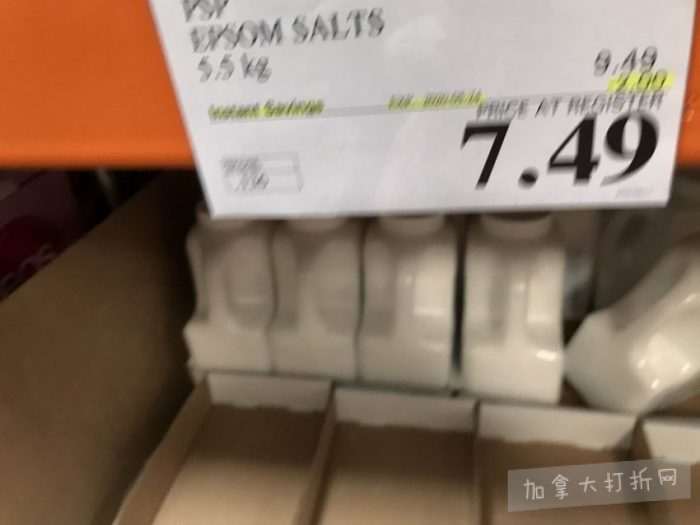 PSP
EPSOM SALTS
5.5 kg
9.49
2.00
Instant Savings
PRICE AT REGISTER
7.49
加拿大打折网